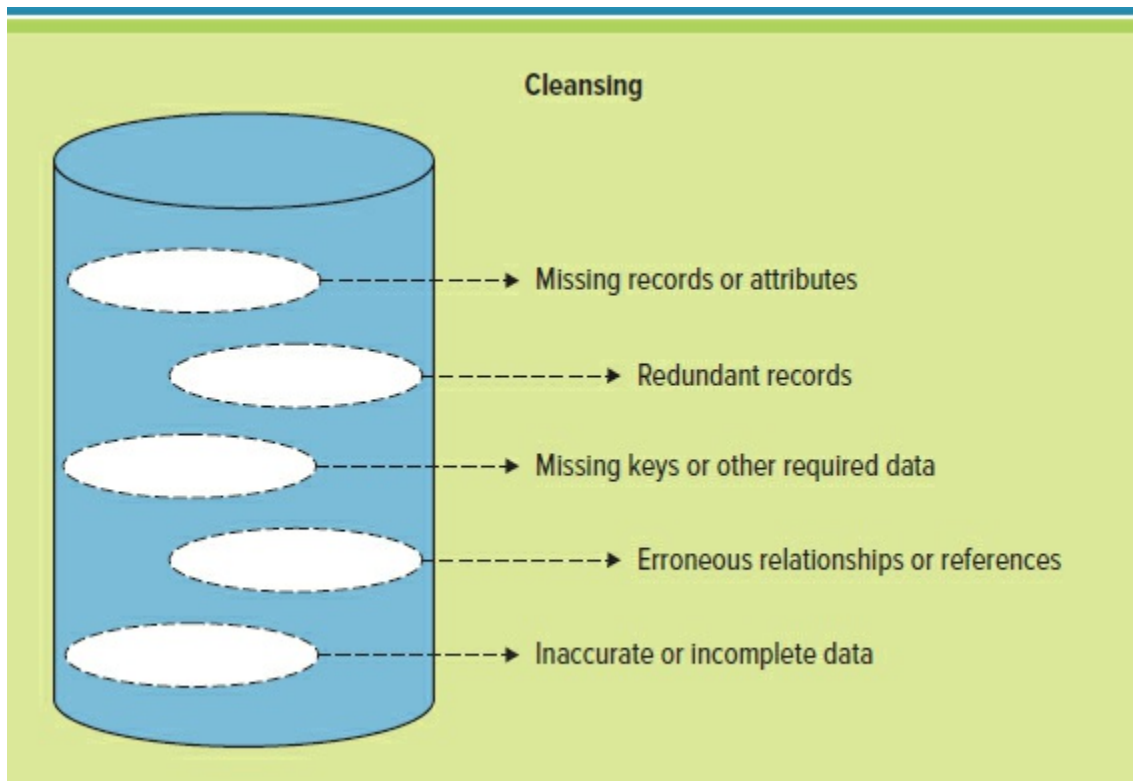 Cleansing
Missing records or attributes
Redundant records
Missing keys or other required data
Erroneous relationships or references
Inaccurate or incomplete data